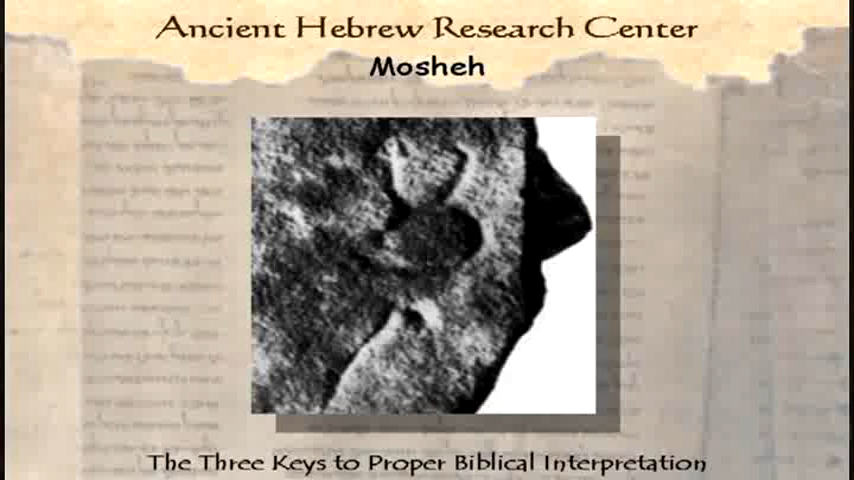 Ancient Hebrew Research Center
Mosheh
The Three Keys to Proper Biblical Interpretation